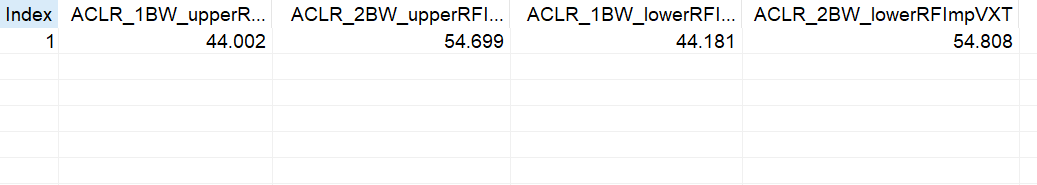 Index ACLR_1BW_upperR... ACLR_2BW_upperRFI... ACLR_1BW_lowerRFI... ACLR_2BW_lowerRFImpVXT
1 44.002 54.699 44.181 54.808